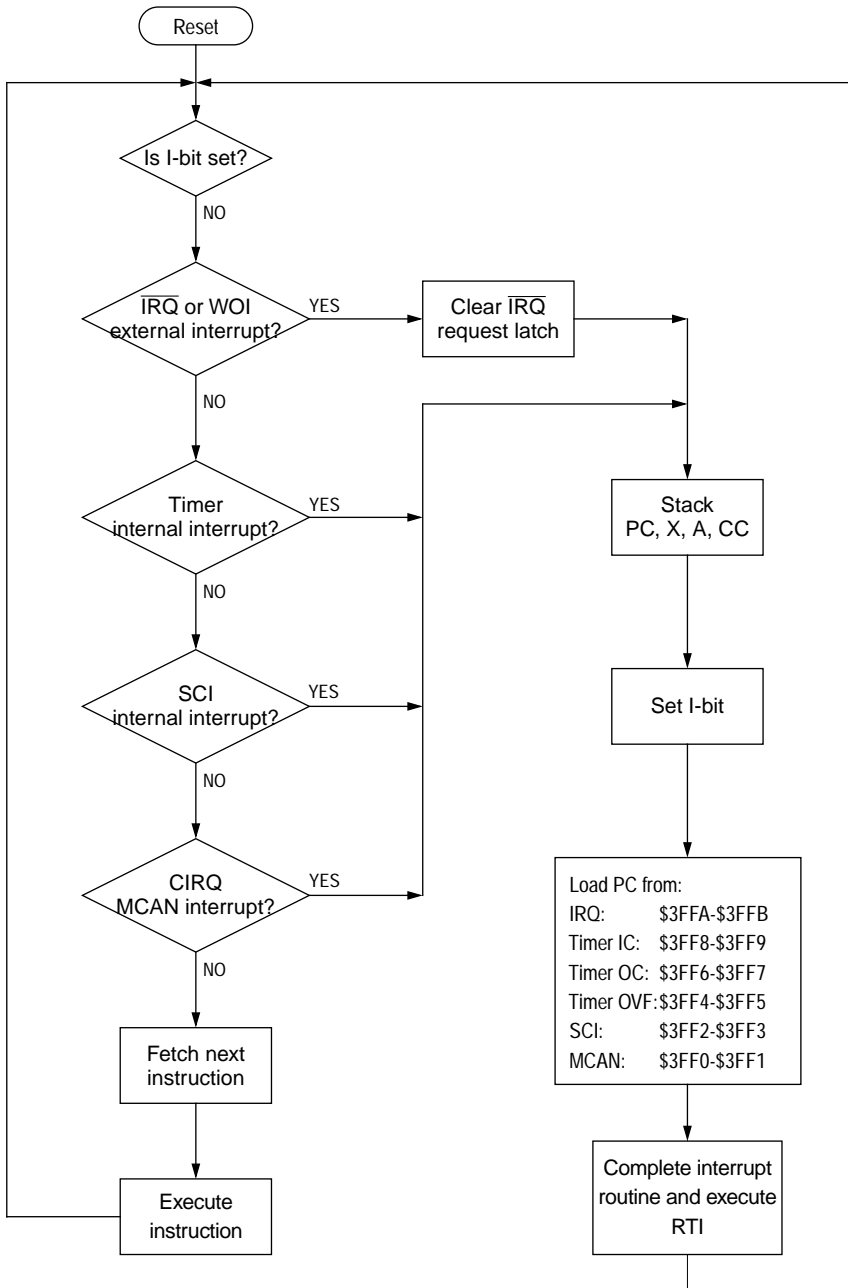 Reset
Is I-bit set?
NO
I̅R̅Q̅ or WOI
external interrupt?
YES
Clear I̅R̅Q̅
request latch
NO
Timer
internal interrupt?
YES
Stack
PC, X, A, CC
NO
SCI
internal interrupt?
YES
Set I-bit
NO
CIRQ
MCAN interrupt?
YES
Load PC from:
IRQ: $3FFA-$3FFB
Timer IC: $3FF8-$3FF9
Timer OC: $3FF6-$3FF7
Timer OVF:$3FF4-$3FF5
SCI: $3FF2-$3FF3
MCAN: $3FF0-$3FF1
NO
Fetch next
instruction
Execute
instruction
Complete interrupt
routine and execute
RTI